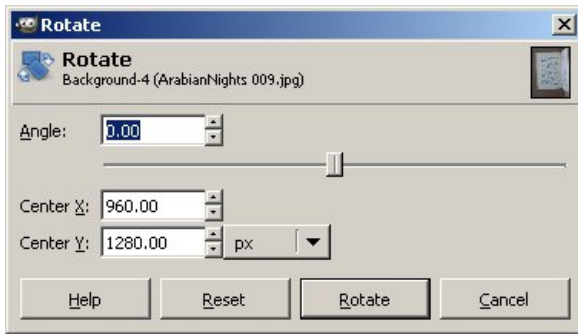 Rotate
Rotate
Background-4 (ArabianNights 009.jpg)
Angle: 0.00
Center X: 960.00
Center Y: 1280.00 px
Help Reset Rotate Cancel